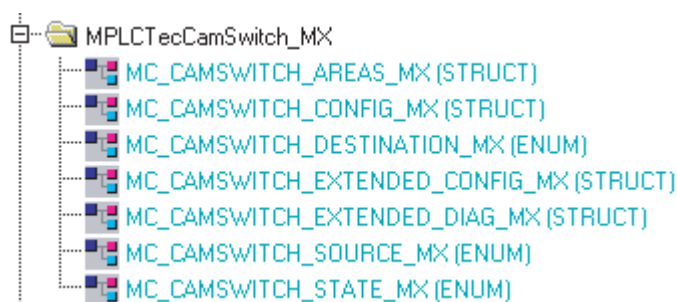 MPLCTecCamSwitch_MX
MC_CAMSWITCH_AREAS_MX (STRUCT)
MC_CAMSWITCH_CONFIG_MX (STRUCT)
MC_CAMSWITCH_DESTINATION_MX (ENUM)
MC_CAMSWITCH_EXTENDED_CONFIG_MX (STRUCT)
MC_CAMSWITCH_EXTENDED_DIAG_MX (STRUCT)
MC_CAMSWITCH_SOURCE_MX (ENUM)
MC_CAMSWITCH_STATE_MX (ENUM)